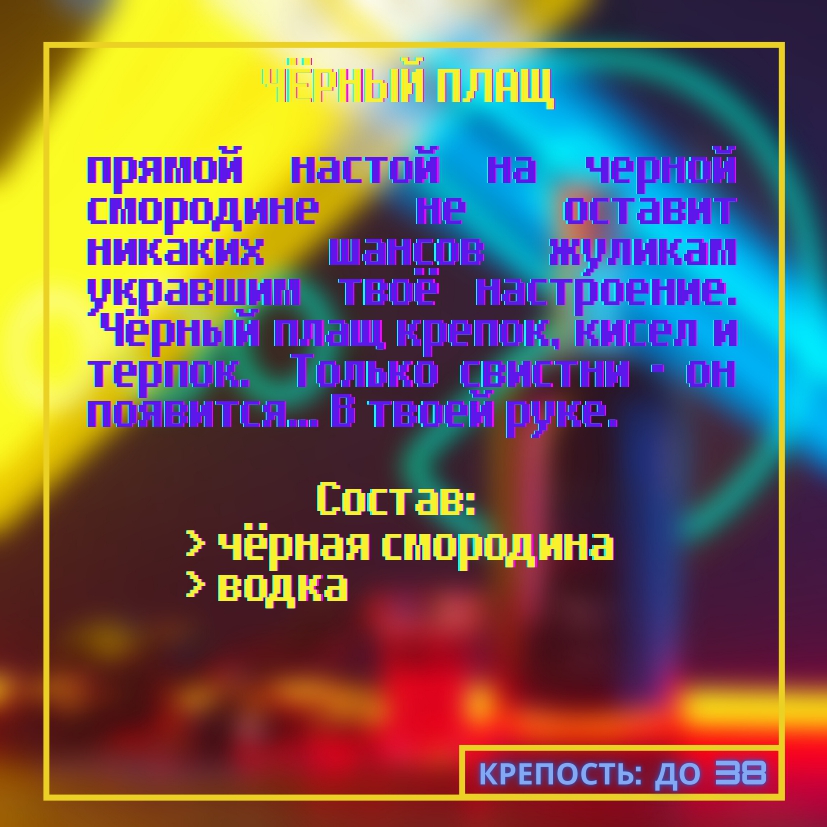 ЧЁРНЫЙ ПЛАЩ
прямой настой на черной
смородине не оставит
никаких шансов жуликам
укравшим твоё настроение.
Чёрный плащ крепок, кисел и
терпок. Только свистни - он
появится... В твоей руке.
Состав:
> чёрная смородина
> водка
КРЕПОСТЬ: ДО 38